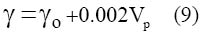 γ = γₒ + 0.002Vₚ (9)